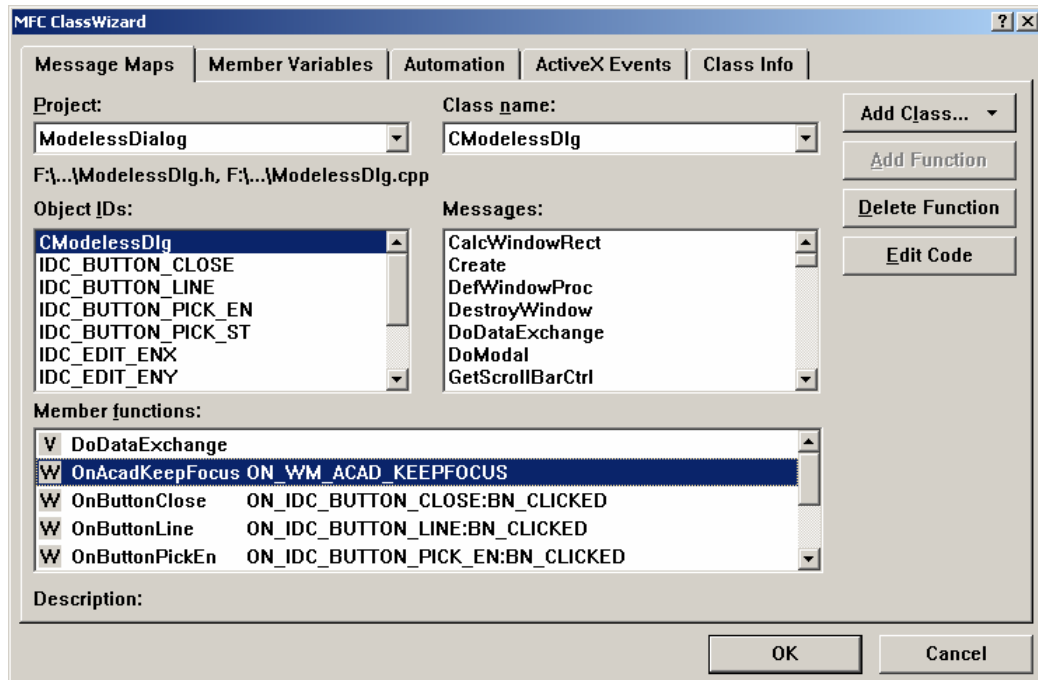 MFC ClassWizard
Message Maps Member Variables Automation ActiveX Events Class Info
Project: Class name:
ModelessDialog CModelessDlg
Add Class...
F:\...\ModelessDlg.h, F:\...\ModelessDlg.cpp
Add Function
Object IDs: Messages:
Delete Function
CModelessDlg CalcWindowRect
IDC_BUTTON_CLOSE Create
Edit Code
IDC_BUTTON_LINE DefWindowProc
IDC_BUTTON_PICK_EN DestroyWindow
IDC_BUTTON_PICK_ST DoDataExchange
IDC_EDIT_ENX DoModal
IDC_EDIT_ENY GetScrollBarCtrl
Member functions:
V DoDataExchange
W OnAcadKeepFocus ON_WM_ACAD_KEEPFOCUS
W OnButtonClose ON_IDC_BUTTON_CLOSE:BN_CLICKED
W OnButtonLine ON_IDC_BUTTON_LINE:BN_CLICKED
W OnButtonPickEn ON_IDC_BUTTON_PICK_EN:BN_CLICKED
Description:
OK Cancel